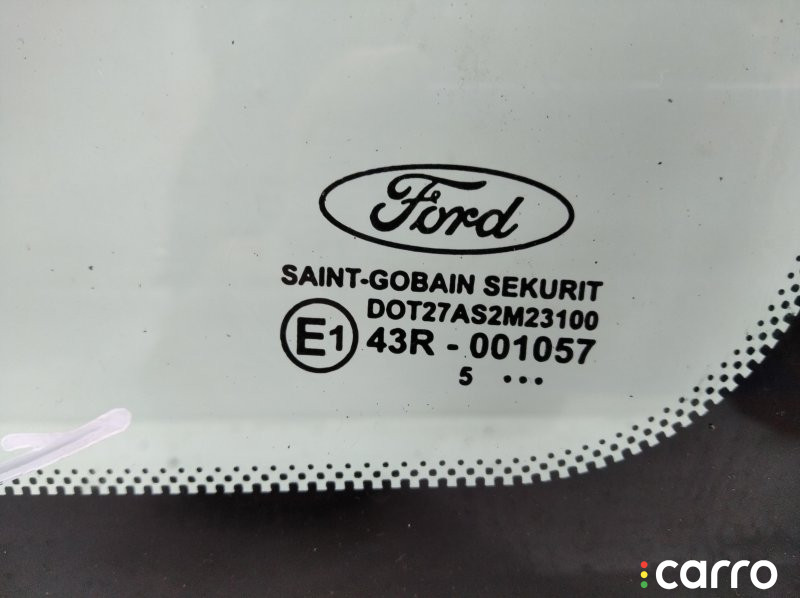 Ford
SAINT-GOBAIN SEKURIT
DOT27AS2M23100
E1 43R - 001057
5 •••
carro